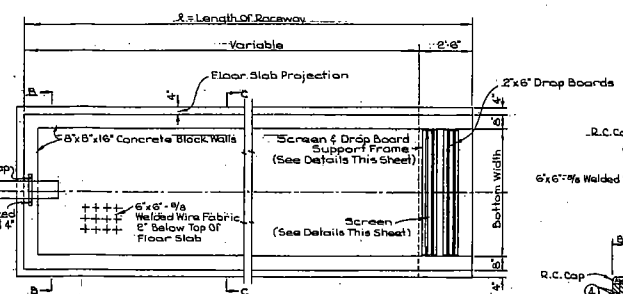 l = Length Of Raceway
Variable
2'-6"
Floor Slab Projection
2"x6" Drop Boards
B
C
4"
4"
8"
8"x8"x16" Concrete Block Walls
Screen & Drop Board
Support Frame
(See Details This Sheet)
Bottom Width
R.C. Ca
6"x6"-8/8 Welded
6"x6"-8/8
Welded Wire Fabric
2" Below Top Of
Floor Slab
Screen
(See Details This Sheet)
4"
8"
4"
B
C
B
R.C. Cap